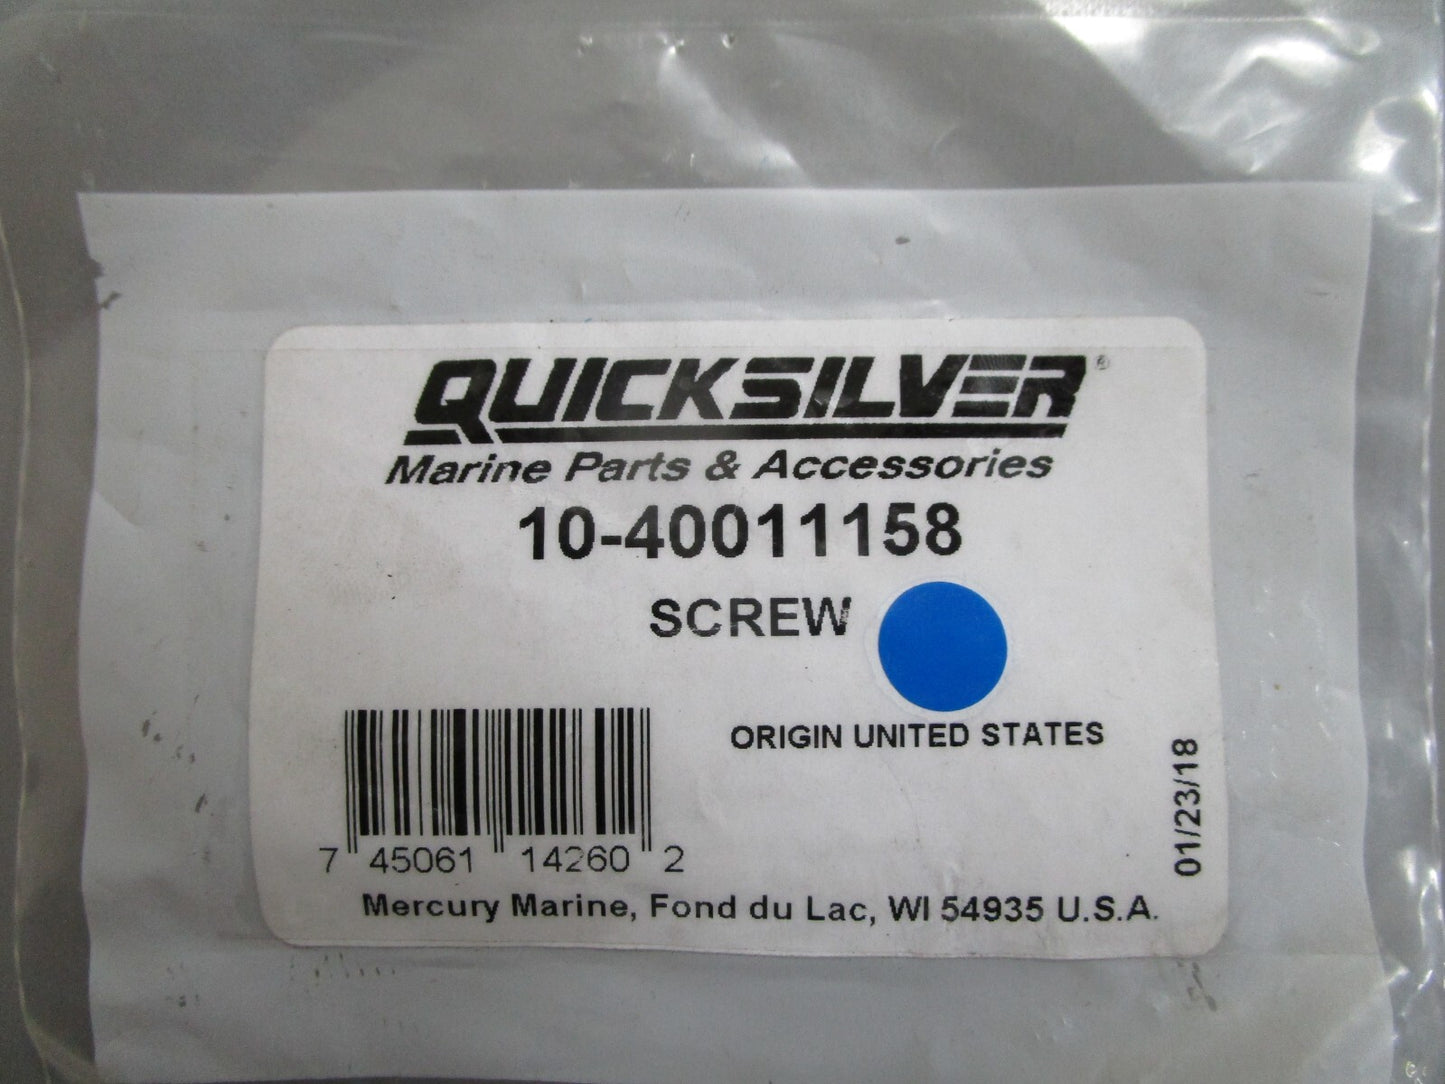 QUICKSILVER®
Marine Parts & Accessories
10-40011158
SCREW
ORIGIN UNITED STATES
01/23/18
7 45061 14260 2
Mercury Marine, Fond du Lac, WI 54935 U.S.A.